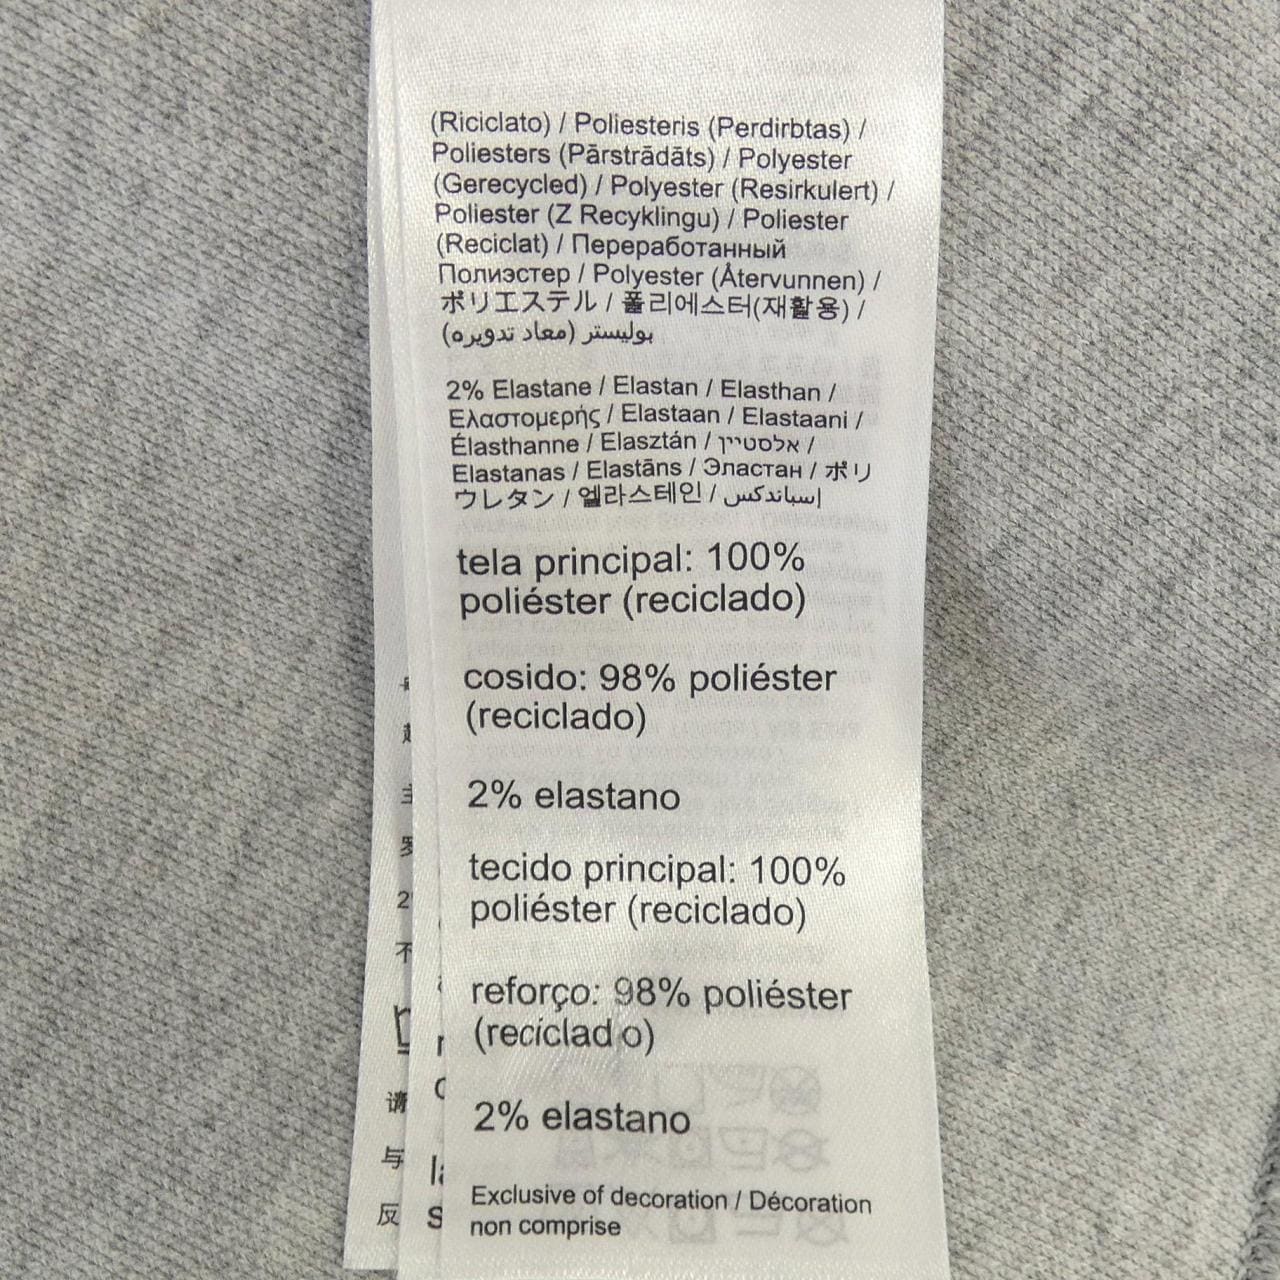 (Riciclato) / Poliesteris (Perdirbtas) /
Poliesters (Pārstrādāts) / Polyester
(Gerecycled) / Polyester (Resirkulert) /
Poliester (Z Recyklingu) / Poliester
(Reciclat) / Переработанный
Полиэстер / Polyester (Återvunnen) /
ポリエステル / 폴리에스터(재활용) /
بوليستر (معاد تدويره)
2% Elastane / Elastan / Elasthan /
Ελαστομερής / Elastaan / Elastaani /
Élasthanne / Elasztán / אלסטיין /
Elastanas / Elastāns / Эластан / ポリ
ウレタン / 엘라스테인 / إسباندكس
tela principal: 100%
poliéster (reciclado)
cosido: 98% poliéster
(reciclado)
2% elastano
tecido principal: 100%
poliéster (reciclado)
reforço: 98% poliéster
(reciclado)
2% elastano
Exclusive of decoration / Décoration
non comprise
请
与
反